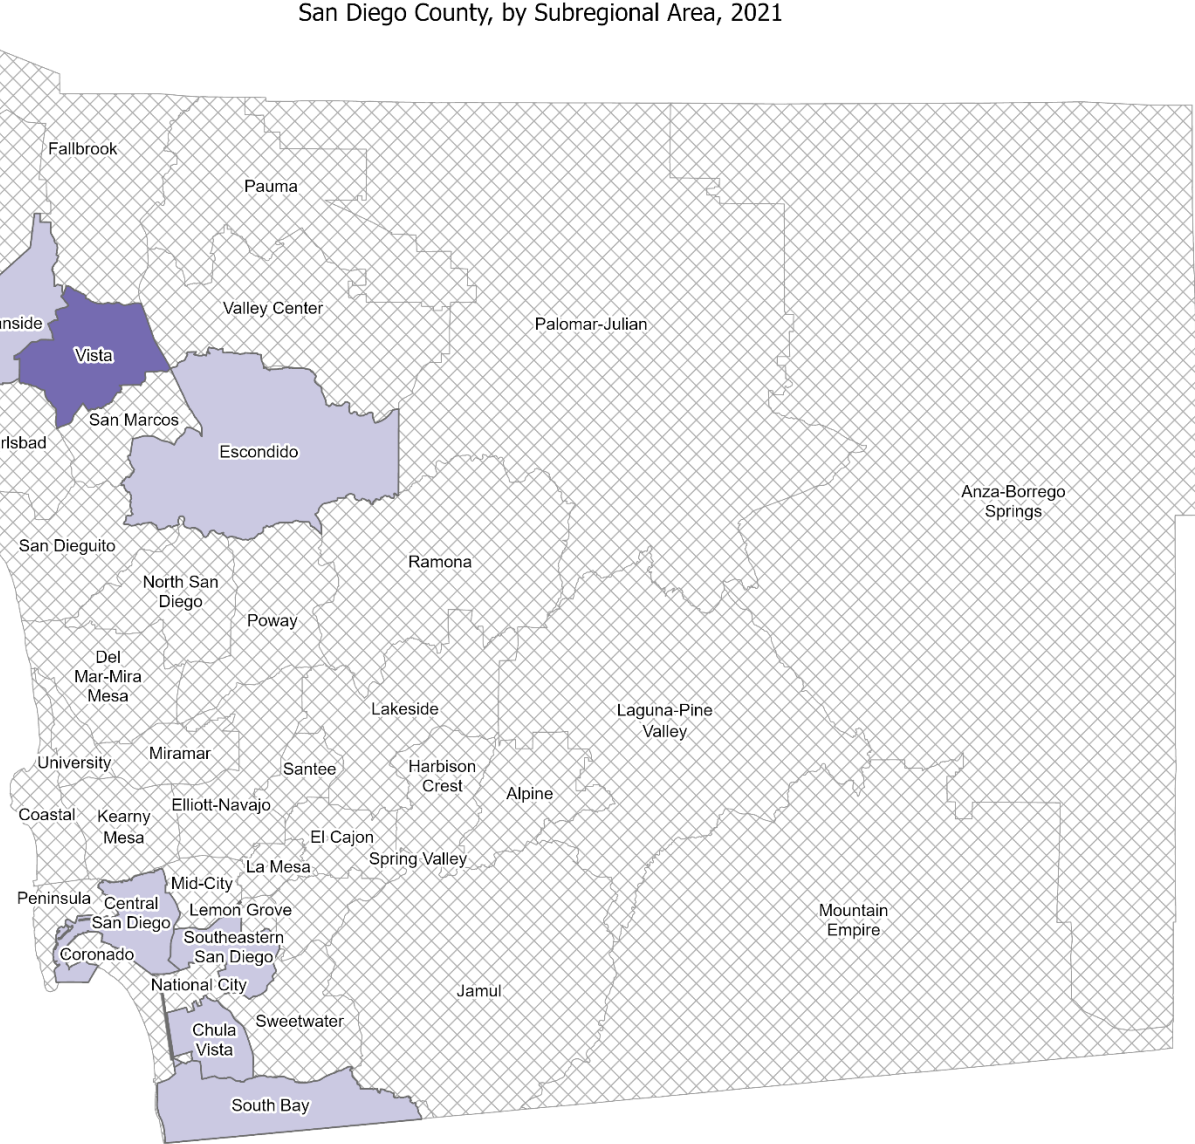 San Diego County, by Subregional Area, 2021
Fallbrook
Pauma
Valley Center
Palomar-Julian
nside
Vista
San Marcos
rlsbad
Escondido
Anza-Borrego
Springs
San Dieguito
Ramona
North San
Diego
Poway
Del
Mar-Mira
Mesa
Lakeside
Laguna-Pine
Valley
University
Miramar
Santee
Harbison
Crest
Alpine
Coastal
Kearny
Mesa
Elliott-Navajo
El Cajon
Spring Valley
La Mesa
Mid-City
Peninsula
Central
San Diego
Lemon Grove
Mountain
Empire
Southeastern
San Diego
Coronado
National City
Jamul
Sweetwater
Chula
Vista
South Bay